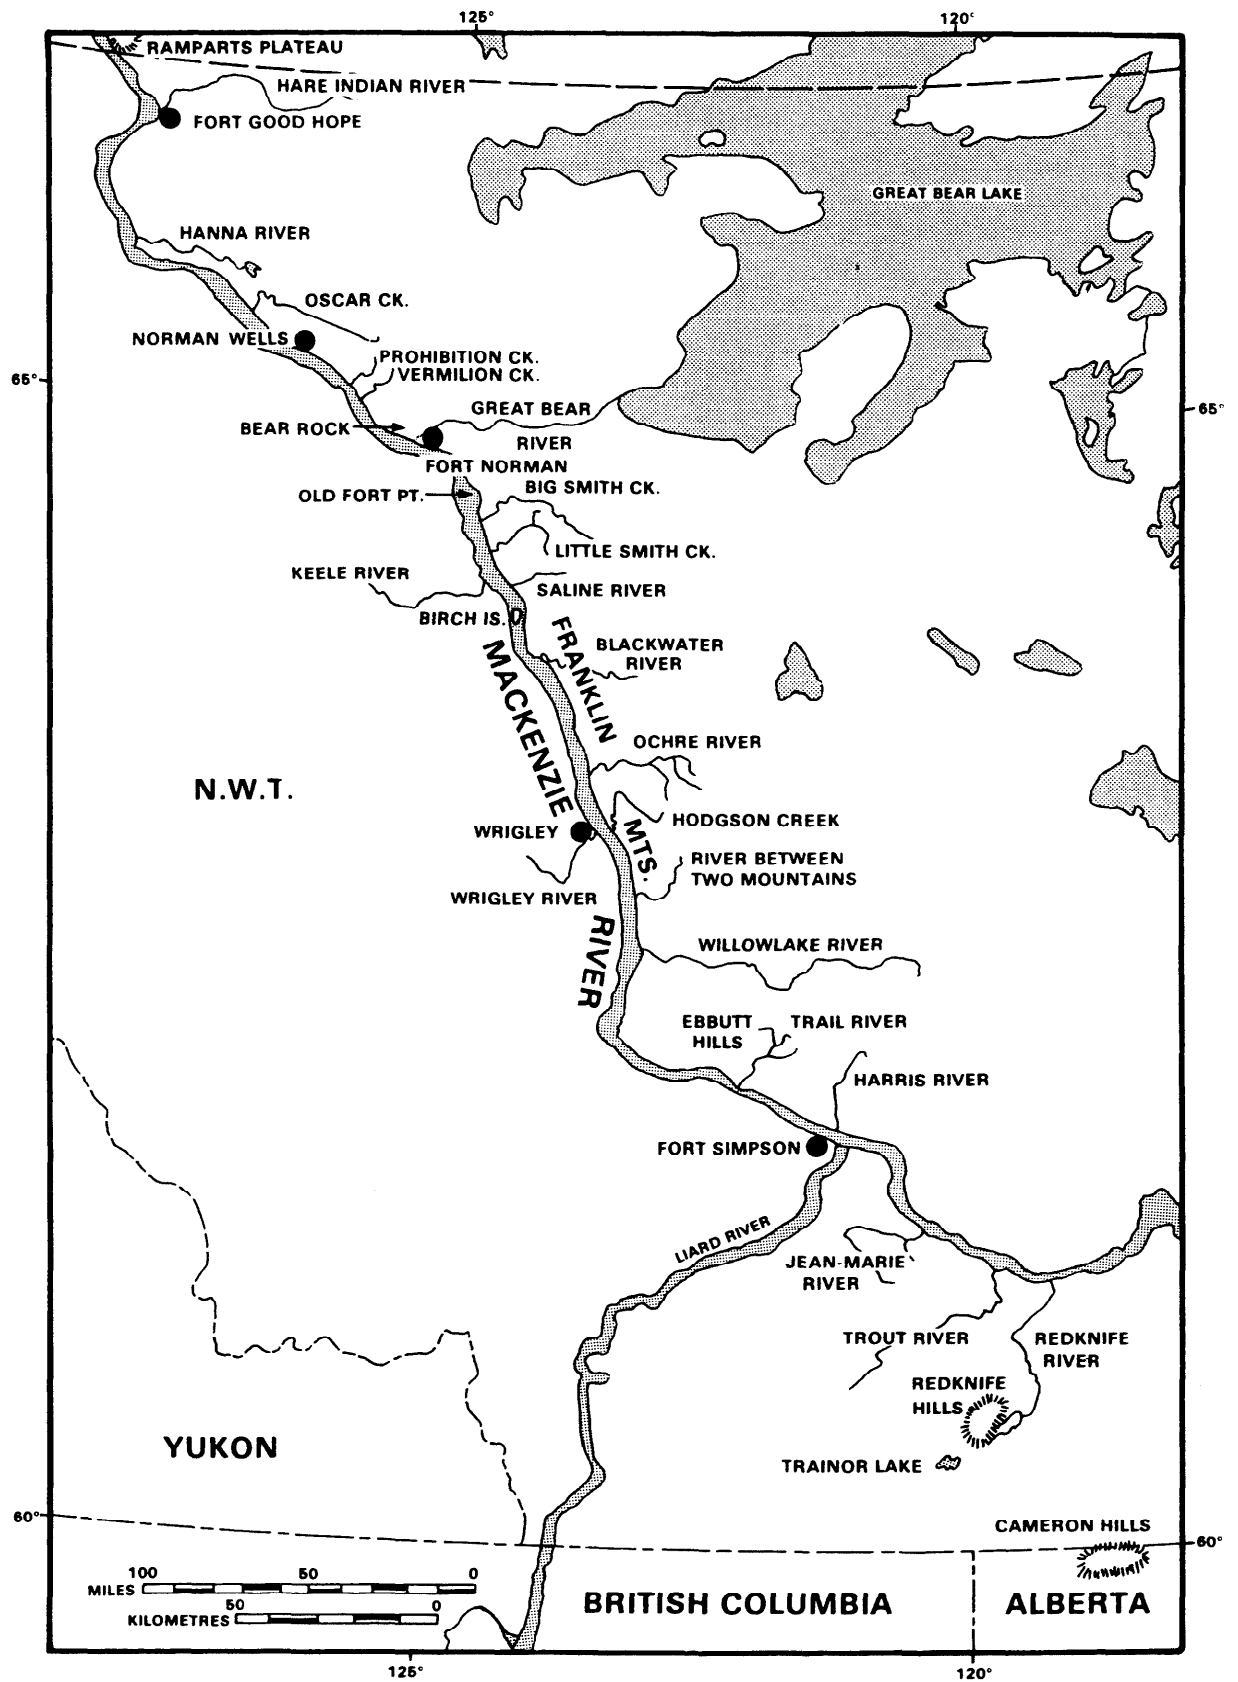 125° 120°
RAMPARTS PLATEAU
HARE INDIAN RIVER
FORT GOOD HOPE
GREAT BEAR LAKE
HANNA RIVER
OSCAR CK.
NORMAN WELLS
PROHIBITION CK.
VERMILION CK.
65°
65°
GREAT BEAR
RIVER
BEAR ROCK
FORT NORMAN
OLD FORT PT.
BIG SMITH CK.
LITTLE SMITH CK.
KEELE RIVER
SALINE RIVER
BIRCH IS.
BLACKWATER
RIVER
FRANKLIN
MTS.
MACKENZIE
RIVER
OCHRE RIVER
N.W.T.
HODGSON CREEK
WRIGLEY
RIVER BETWEEN
TWO MOUNTAINS
WRIGLEY RIVER
WILLOWLAKE RIVER
EBBUTT
HILLS
TRAIL RIVER
HARRIS RIVER
FORT SIMPSON
LIARD RIVER
JEAN-MARIE
RIVER
TROUT RIVER
REDKNIFE
RIVER
REDKNIFE
HILLS
YUKON
TRAINOR LAKE
60°
CAMERON HILLS
60°
100 50 0
MILES
50 0
KILOMETRES
BRITISH COLUMBIA
ALBERTA
125° 120°